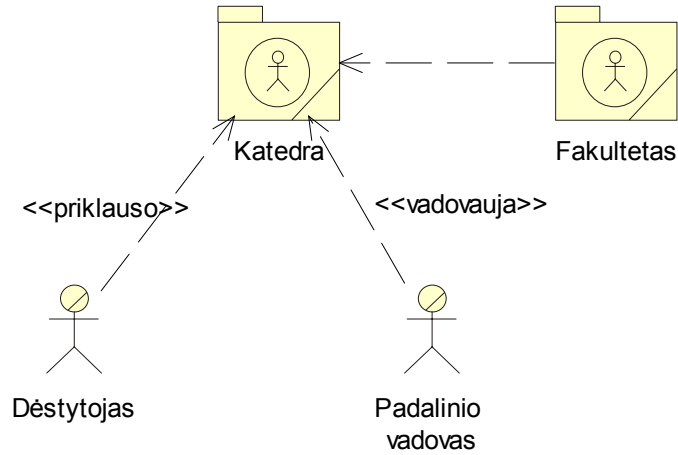 Katedra
Fakultetas
<<priklauso>>
<<vadovauja>>
Dėstytojas
Padalinio
vadovas